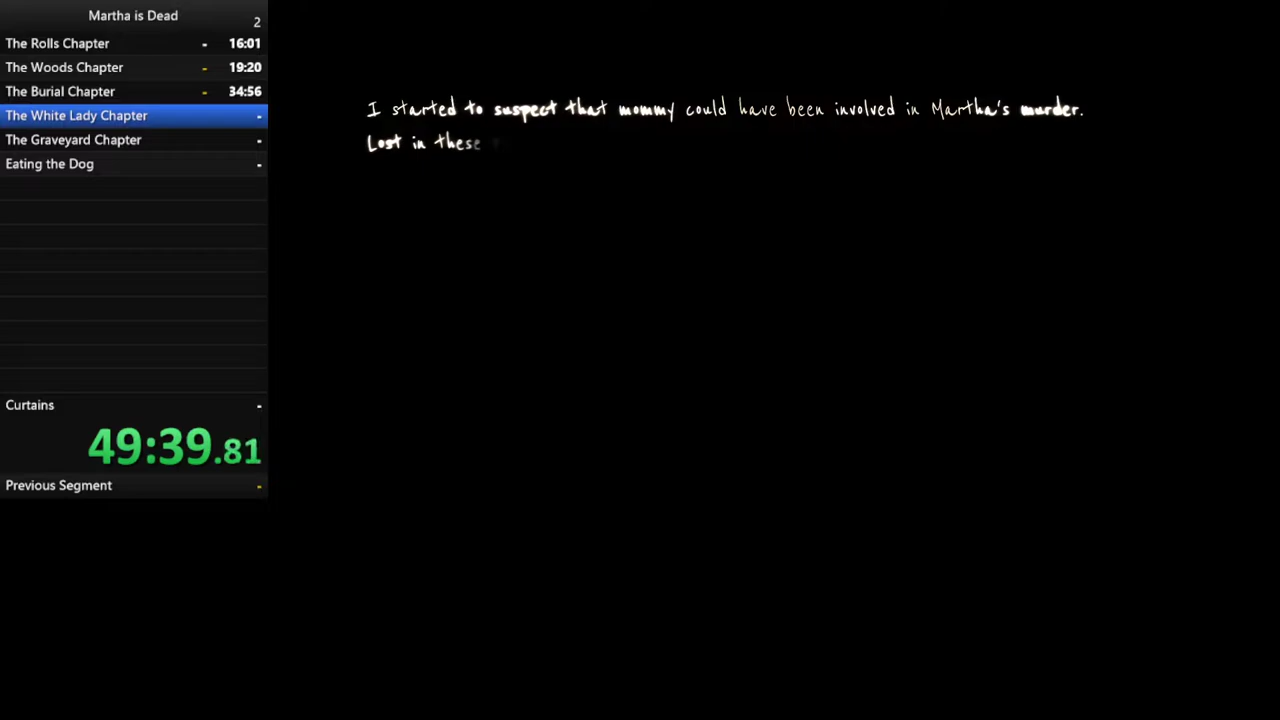 Martha is Dead
2
The Rolls Chapter - 16:01
The Woods Chapter - 19:20
The Burial Chapter - 34:56
The White Lady Chapter -
The Graveyard Chapter -
Eating the Dog -
Curtains -
49:39.81
Previous Segment -
I started to suspect that mommy could have been involved in Martha's murder.
Lost in these